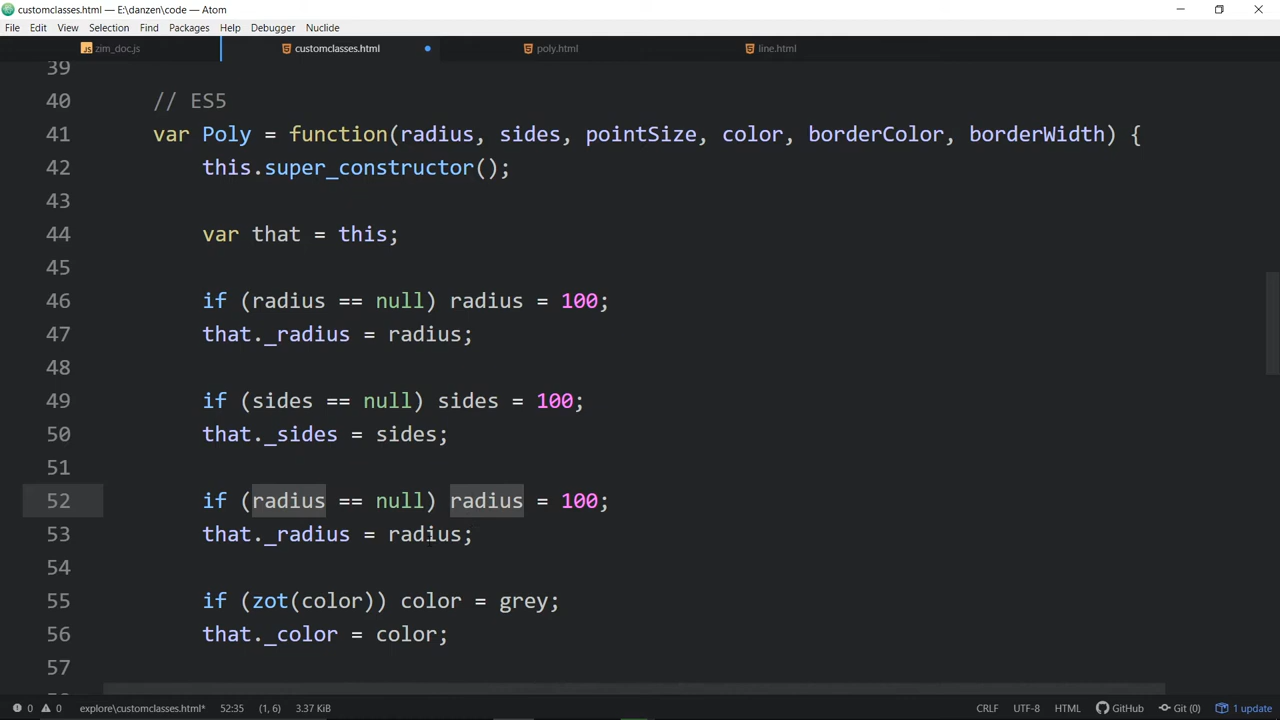 customclasses.html — E:\danzen\code — Atom
File Edit View Selection Find Packages Help Debugger Nuclide
zim_doc.js customclasses.html poly.html line.html
39
40 // ES5
41 var Poly = function(radius, sides, pointSize, color, borderColor, borderWidth) {
42 this.super_constructor();
43
44 var that = this;
45
46 if (radius == null) radius = 100;
47 that._radius = radius;
48
49 if (sides == null) sides = 100;
50 that._sides = sides;
51
52 if (radius == null) radius = 100;
53 that._radius = radius;
54
55 if (zot(color)) color = grey;
56 that._color = color;
57
0 0 explore\customclasses.html* 52:35 (1, 6) 3.37 KiB CRLF UTF-8 HTML GitHub Git (0) 1 update